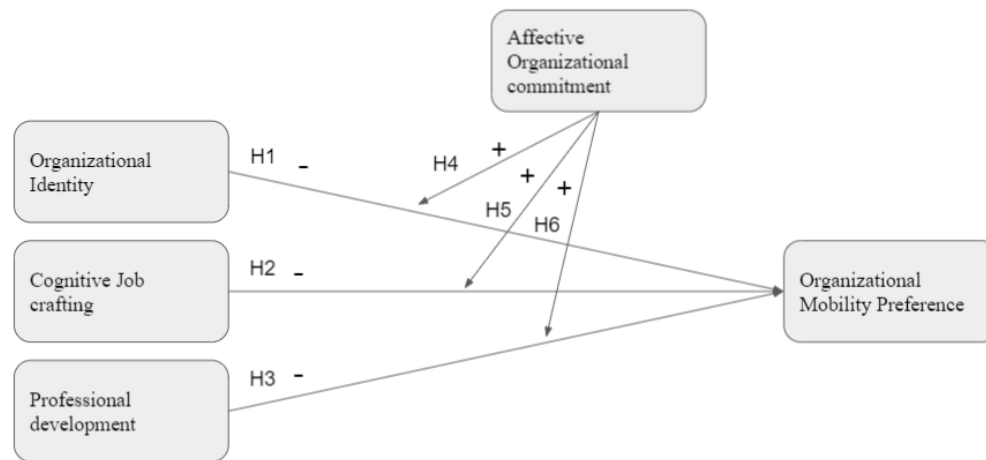 Affective
Organizational
commitment
Organizational
Identity
H1 -
H4 +
+
+
H5
H6
Cognitive Job
crafting
H2 -
Organizational
Mobility Preference
Professional
development
H3 -